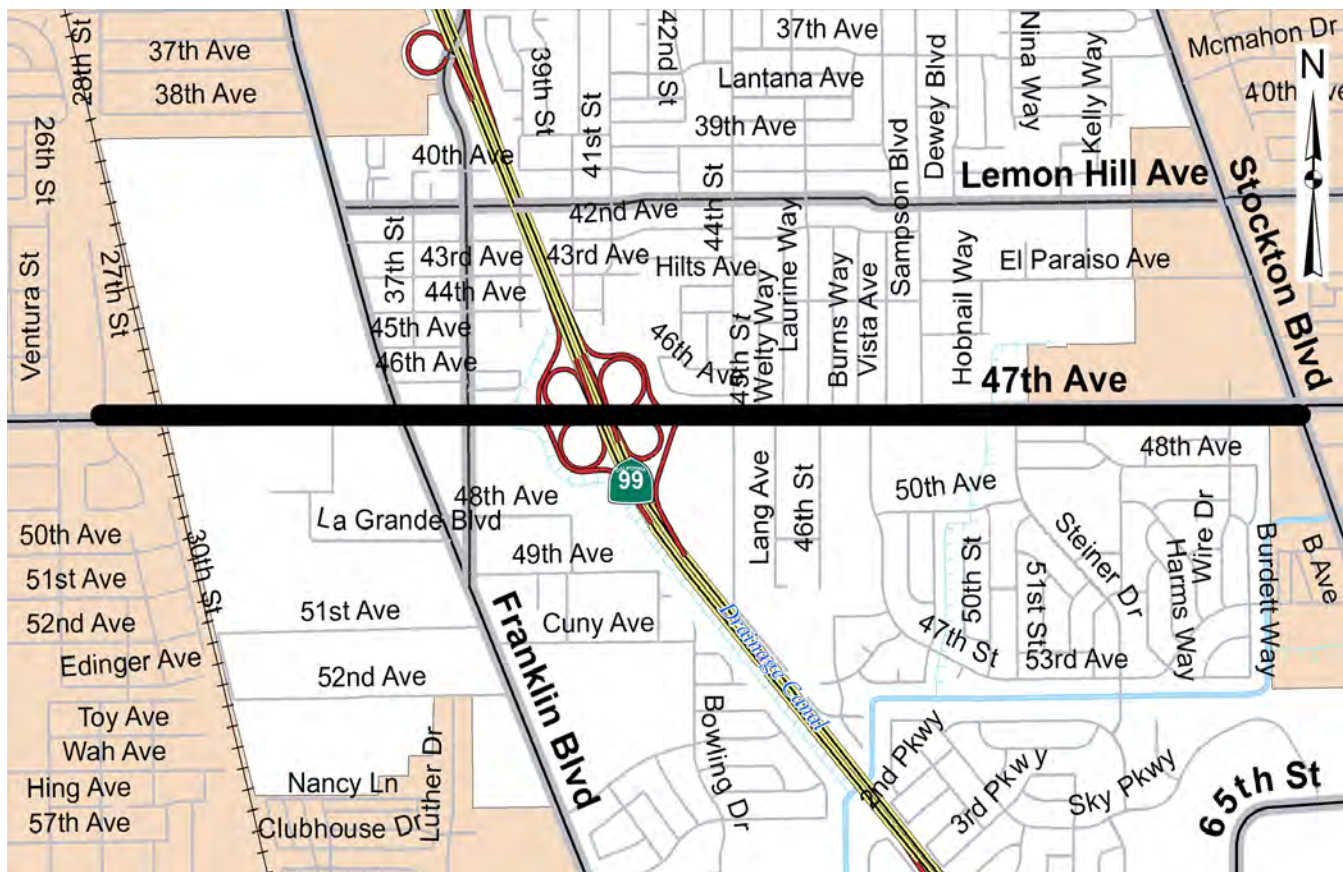 37th Ave
38th Ave
28th St
26th St
27th St
Ventura St
39th St
42nd St
37th Ave
Lantana Ave
41st St
39th Ave
40th Ave
Nina Way
Kelly Way
Dewey Blvd
Sampson Blvd
Mcmahon Dr
40th Ave
N
Lemon Hill Ave
Stockton Blvd
42nd Ave
44th St
37th St
43rd Ave
43rd Ave
Hilts Ave
44th Ave
45th Ave
46th Ave
46th Ave
45th St
Welty Way
Laurine Way
Burns Way
Vista Ave
Hobnail Way
El Paraiso Ave
47th Ave
99
48th Ave
La Grande Blvd
49th Ave
Lang Ave
46th St
50th Ave
48th Ave
Steiner Dr
Wire Dr
Harms Way
Burdett Way
B Ave
50th St
51st St
53rd Ave
47th St
50th Ave
51st Ave
52nd Ave
Edinger Ave
30th St
51st Ave
52nd Ave
Franklin Blvd
Cuny Ave
Drainage Canal
Bowling Dr
2nd Pkwy
3rd Pkwy
Sky Pkwy
65th St
Toy Ave
Wah Ave
Hing Ave
57th Ave
Nancy Ln
Clubhouse Dr
Luther Dr